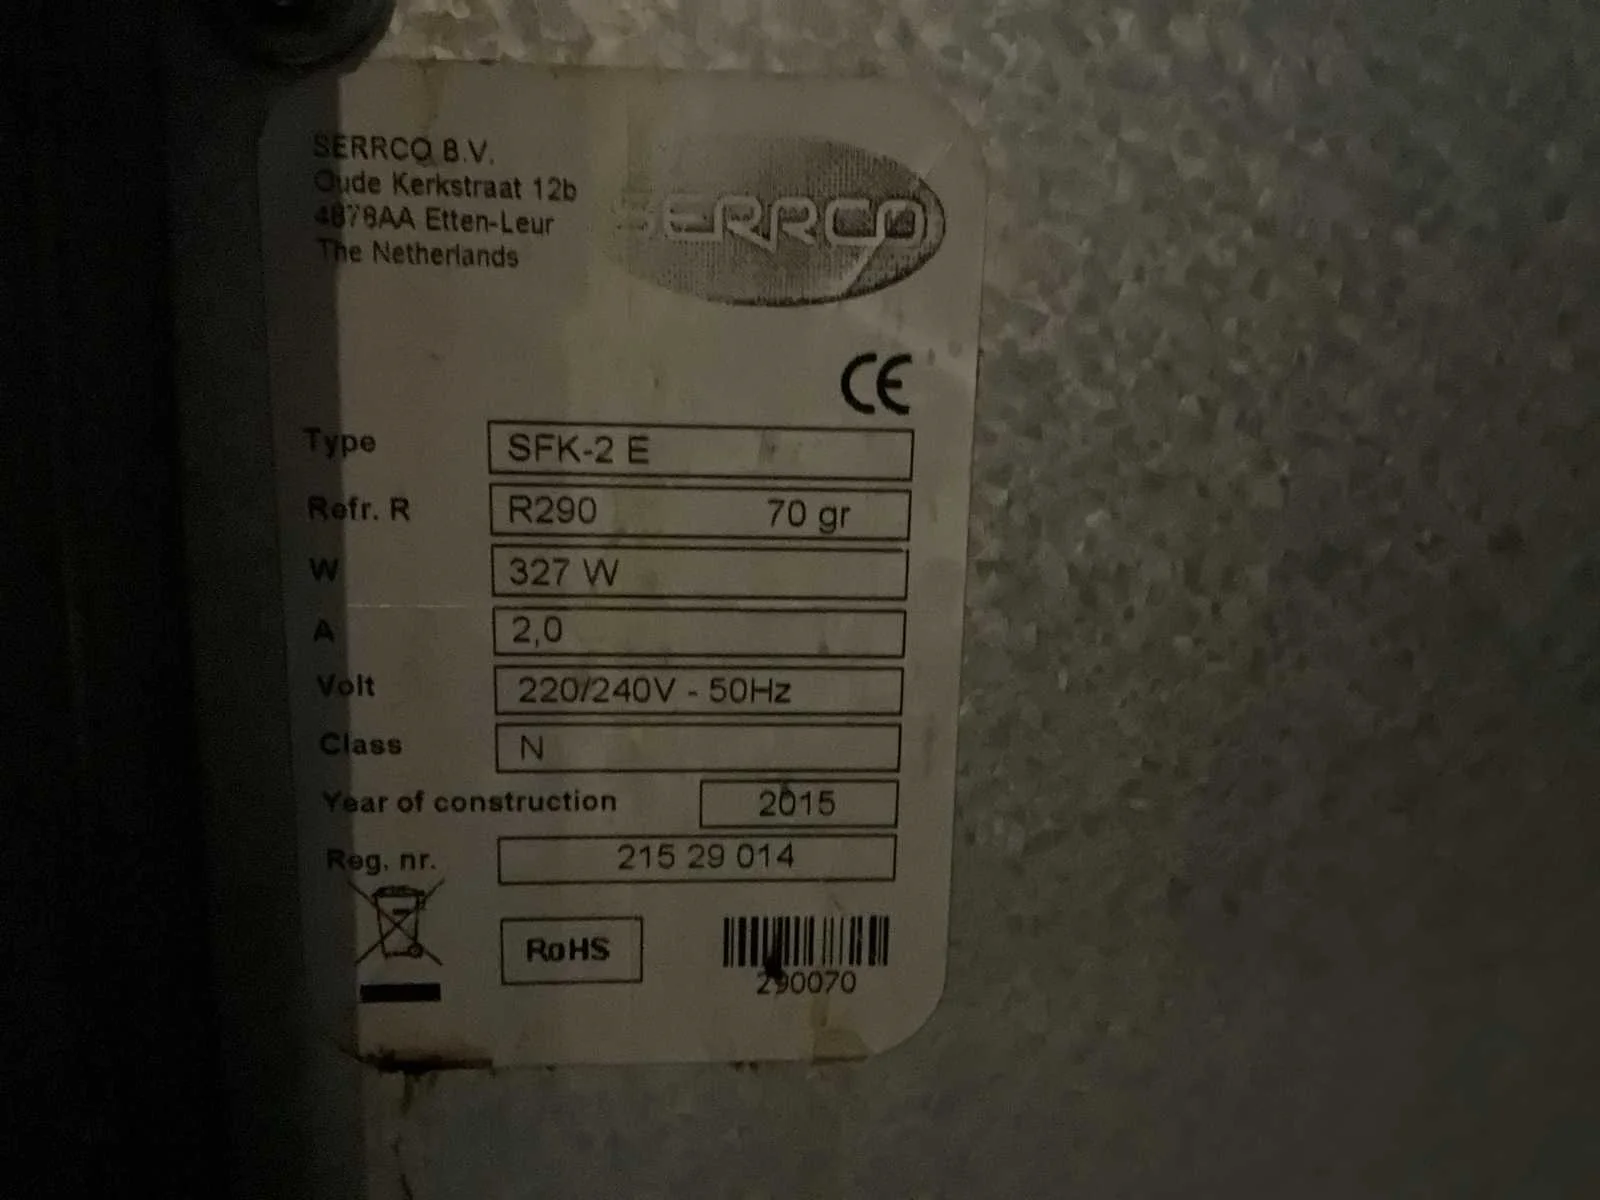 SERRCO B.V.
Oude Kerkstraat 12b
4878AA Etten-Leur
The Netherlands
SERRCO
CE
Type SFK-2 E
Refr. R R290 70 gr
W 327 W
A 2,0
Volt 220/240V - 50Hz
Class N
Year of construction 2015
Reg. nr. 215 29 014
RoHS
290070